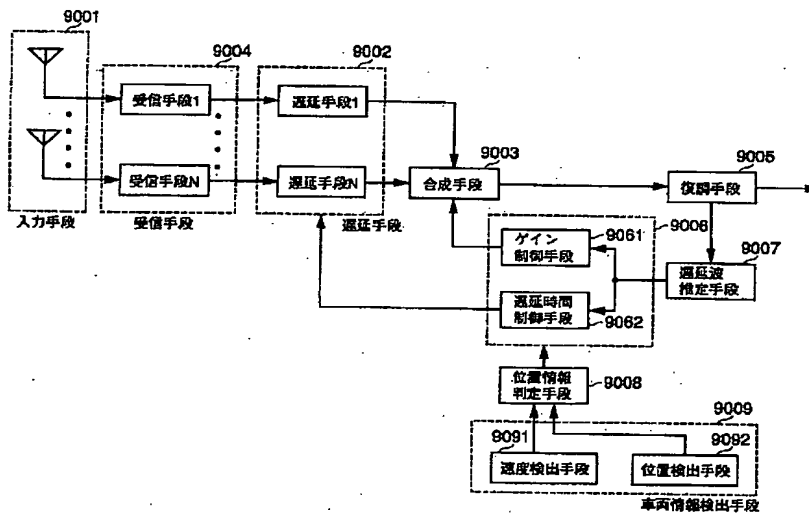 9001
9004
9002
受信手段1
遅延手段1
9003
9005
受信手段N
遅延手段N
合成手段
復調手段
入力手段
受信手段
遅延手段
9006
ゲイン
制御手段
9061
9007
遅延波
推定手段
遅延時間
制御手段
9062
位置情報
判定手段
9008
9009
9091
9092
速度検出手段
位置検出手段
車両情報検出手段